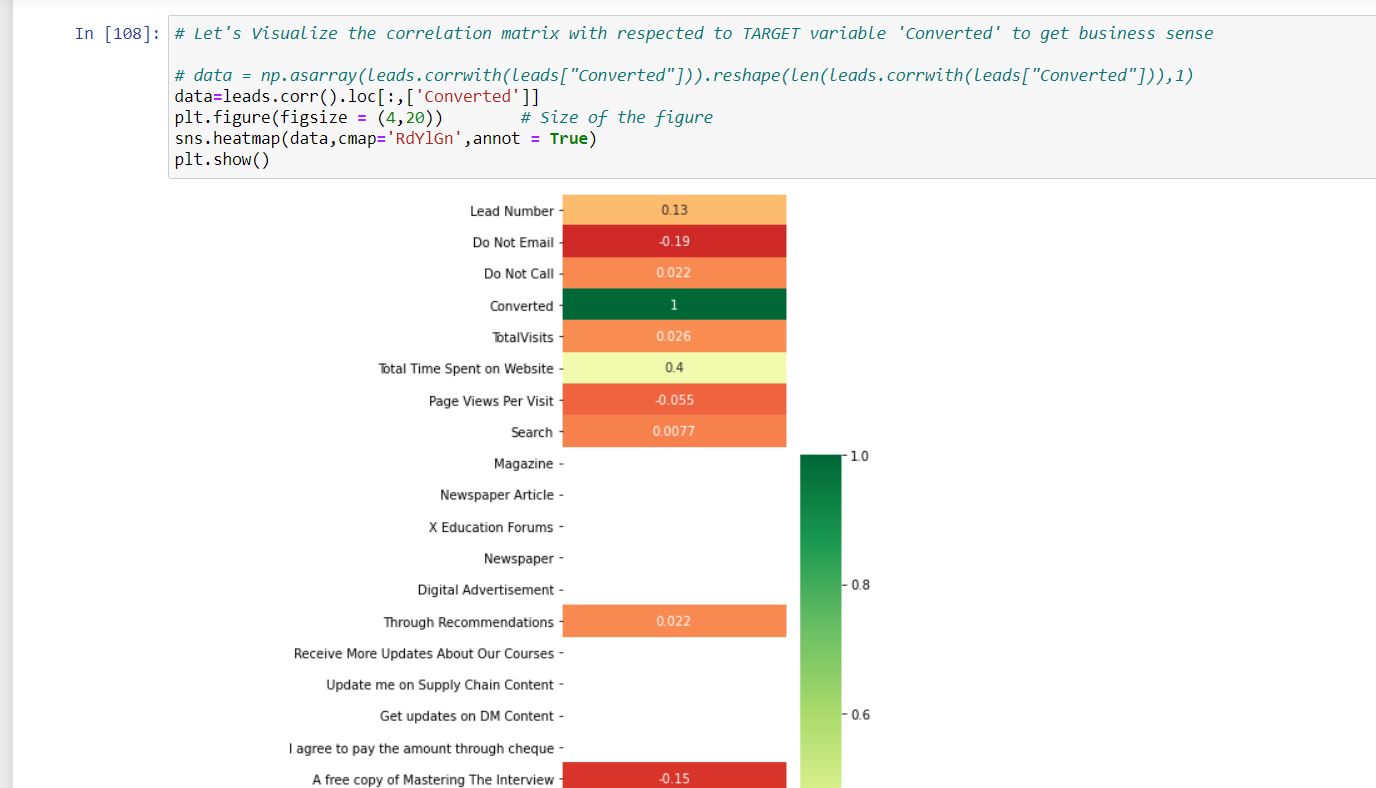 In [108]: # Let's Visualize the correlation matrix with respected to TARGET variable 'Converted' to get business sense
# data = np.asarray(leads.corrwith(leads["Converted"])).reshape(len(leads.corrwith(leads["Converted"])),1)
data=leads.corr().loc[:,['Converted']]
plt.figure(figsize = (4,20))        # Size of the figure
sns.heatmap(data,cmap='RdYlGn',annot = True)
plt.show()
Lead Number 0.13
Do Not Email -0.19
Do Not Call 0.022
Converted 1
TotalVisits 0.026
Total Time Spent on Website 0.4
Page Views Per Visit -0.055
Search 0.0077
Magazine 1.0
Newspaper Article
X Education Forums
Newspaper
Digital Advertisement 0.8
Through Recommendations 0.022
Receive More Updates About Our Courses
Update me on Supply Chain Content
Get updates on DM Content 0.6
I agree to pay the amount through cheque
A free copy of Mastering The Interview -0.15